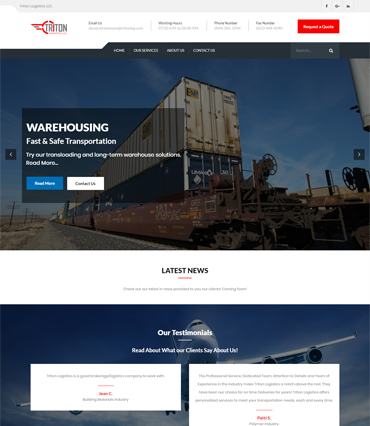 Triton Logistics LLC
TRITON
Email Us
Working Hours
Phone Number
Fax Number
Request a Quote
HOME OUR SERVICES ABOUT US CONTACT US
Search...
WAREHOUSING
Fast & Safe Transportation
Try our transloading and long-term warehouse solutions.
Read More...
Read More
Contact Us
LATEST NEWS
Check out our latest in news provided to you our clients! Coming Soon!
Our Testimonials
Read About What our Clients Say About Us!
Triton Logistics is a good brokerage/logistics company to work with.
Jean C.
Building Materials Industry
The Professional Service, Dedicated Team, Attention to Details and Years of
Experience in the industry make Triton Logistics a notch above the rest. They
have been our choice for on time deliveries for years! Triton Logistics offers
personalized services to meet your transportation needs, each and every time.
Patti S.
Polymer Industry